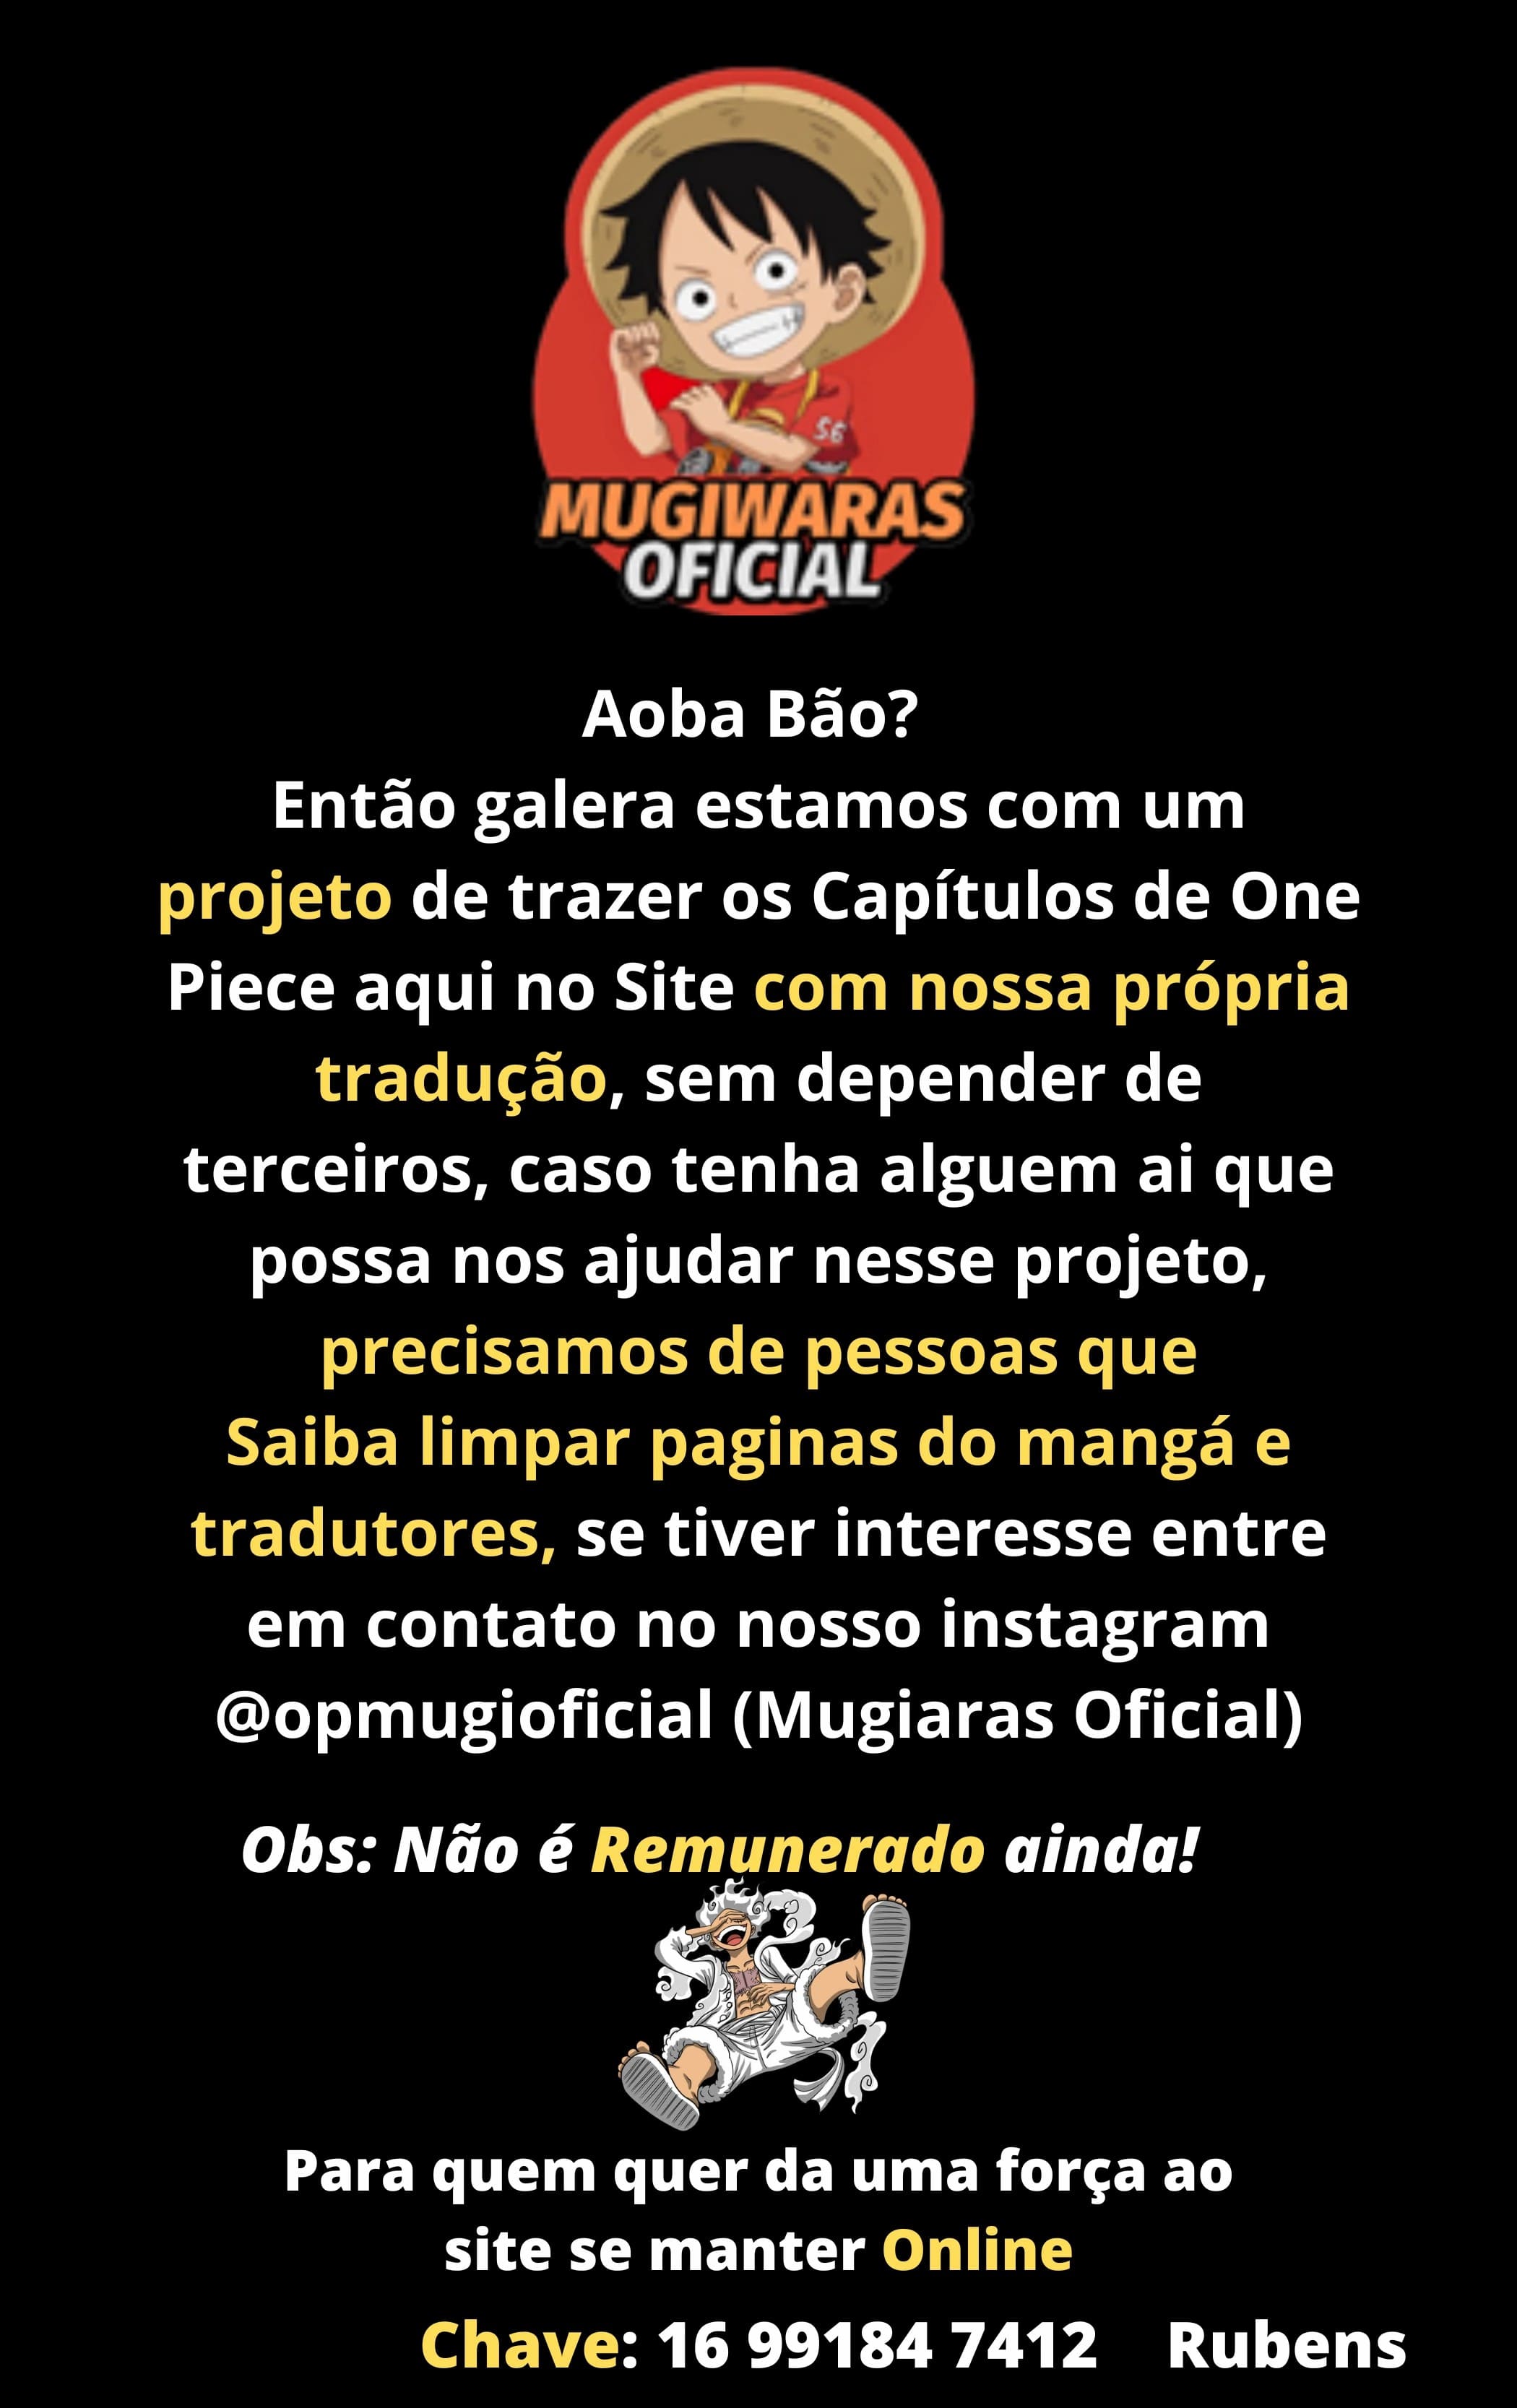 56
MUGIWARAS
OFICIAL
Aoba Bão?
Então galera estamos com um
projeto de trazer os Capítulos de One
Piece aqui no Site com nossa própria
tradução, sem depender de
terceiros, caso tenha alguem ai que
possa nos ajudar nesse projeto,
precisamos de pessoas que
Saiba limpar paginas do mangá e
tradutores, se tiver interesse entre
em contato no nosso instagram
@opmugioficial (Mugiaras Oficial)
Obs: Não é Remunerado ainda!
Para quem quer da uma força ao
site se manter Online
Chave: 16 99184 7412 Rubens